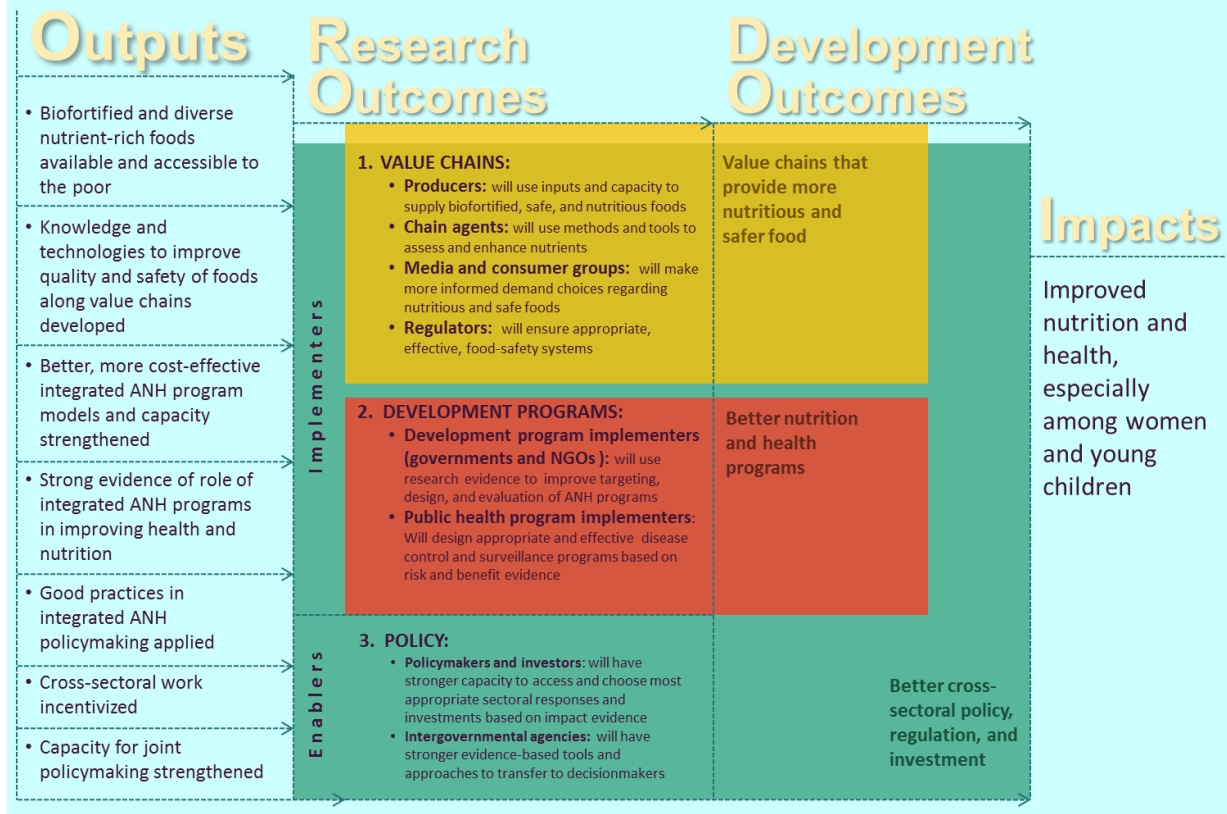 Outputs
• Biofortified and diverse
nutrient-rich foods
available and accessible to
the poor
• Knowledge and
technologies to improve
quality and safety of foods
along value chains
developed
• Better, more cost-effective
integrated ANH program
models and capacity
strengthened
• Strong evidence of role of
integrated ANH programs
in improving health and
nutrition
• Good practices in
integrated ANH
policymaking applied
• Cross-sectoral work
incentivized
• Capacity for joint
policymaking strengthened
Research
Outcomes
Implementers
1. VALUE CHAINS:
• Producers: will use inputs and capacity to
supply biofortified, safe, and nutritious foods
• Chain agents: will use methods and tools to
assess and enhance nutrients
• Media and consumer groups: will make
more informed demand choices regarding
nutritious and safe foods
• Regulators: will ensure appropriate,
effective, food-safety systems
2. DEVELOPMENT PROGRAMS:
• Development program implementers
(governments and NGOs ): will use
research evidence to improve targeting,
design, and evaluation of ANH programs
• Public health program implementers:
Will design appropriate and effective disease
control and surveillance programs based on
risk and benefit evidence
Enablers
3. POLICY:
• Policymakers and investors: will have
stronger capacity to access and choose most
appropriate sectoral responses and
investments based on impact evidence
• Intergovernmental agencies: will have
stronger evidence-based tools and
approaches to transfer to decisionmakers
Development
Outcomes
Value chains that
provide more
nutritious and
safer food
Better nutrition
and health
programs
Better cross-
sectoral policy,
regulation, and
investment
Impacts
Improved
nutrition and
health,
especially
among women
and young
children